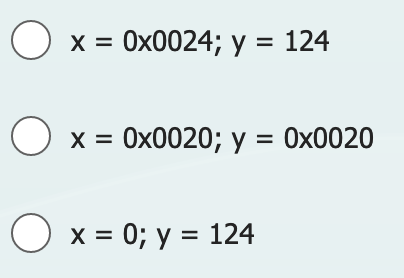 x = 0x0024; y = 124
x = 0x0020; y = 0x0020
x = 0; y = 124